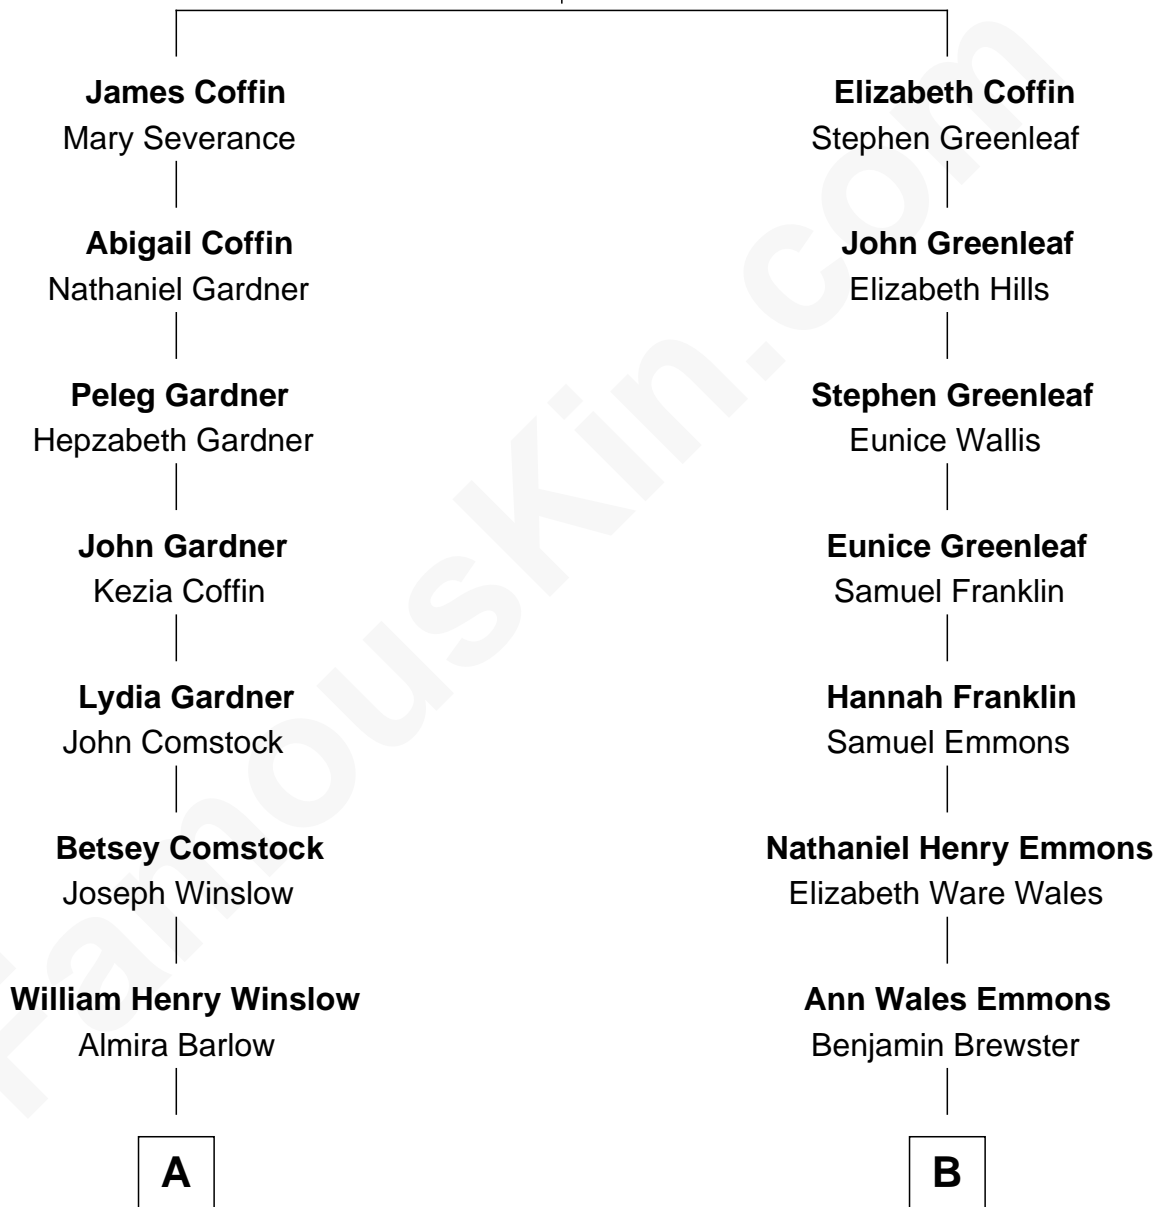 James Coffin
Mary Severance
Abigail Coffin
Nathaniel Gardner
Peleg Gardner
Hepzabeth Gardner
John Gardner
Kezia Coffin
Lydia Gardner
John Comstock
Betsey Comstock
Joseph Winslow
William Henry Winslow
Almira Barlow
A
Elizabeth Coffin
Stephen Greenleaf
John Greenleaf
Elizabeth Hills
Stephen Greenleaf
Eunice Wallis
Eunice Greenleaf
Samuel Franklin
Hannah Franklin
Samuel Emmons
Nathaniel Henry Emmons
Elizabeth Ware Wales
Ann Wales Emmons
Benjamin Brewster
B
FamousKin.com